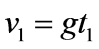 v₁ = gt₁